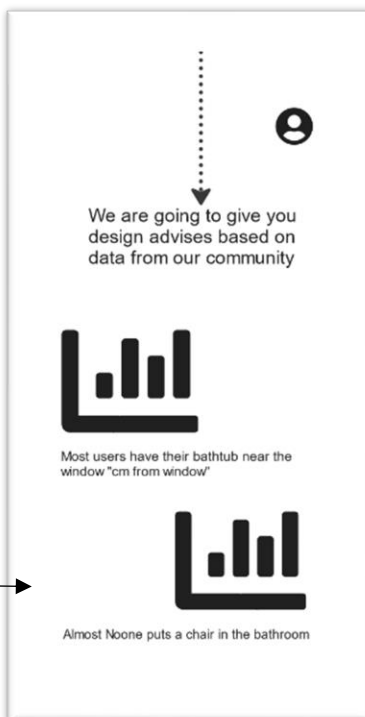 We are going to give you
design advises based on
data from our community
Most users have their bathtub near the
window "cm from window"
Almost Noone puts a chair in the bathroom